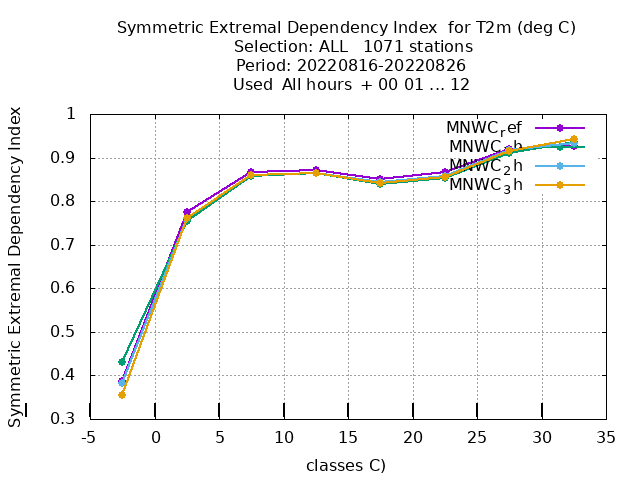 Symmetric Extremal Dependency Index  for T2m (deg C)
Selection: ALL   1071 stations
Period: 20220816-20220826
Used  All hours  + 00 01 ... 12
Symmetric Extremal Dependency Index
1
0.9
0.8
0.7
0.6
0.5
0.4
0.3
MNWC_ref
MNWC_2h
MNWC_3h
-5 0 5 10 15 20 25 30 35
classes C)